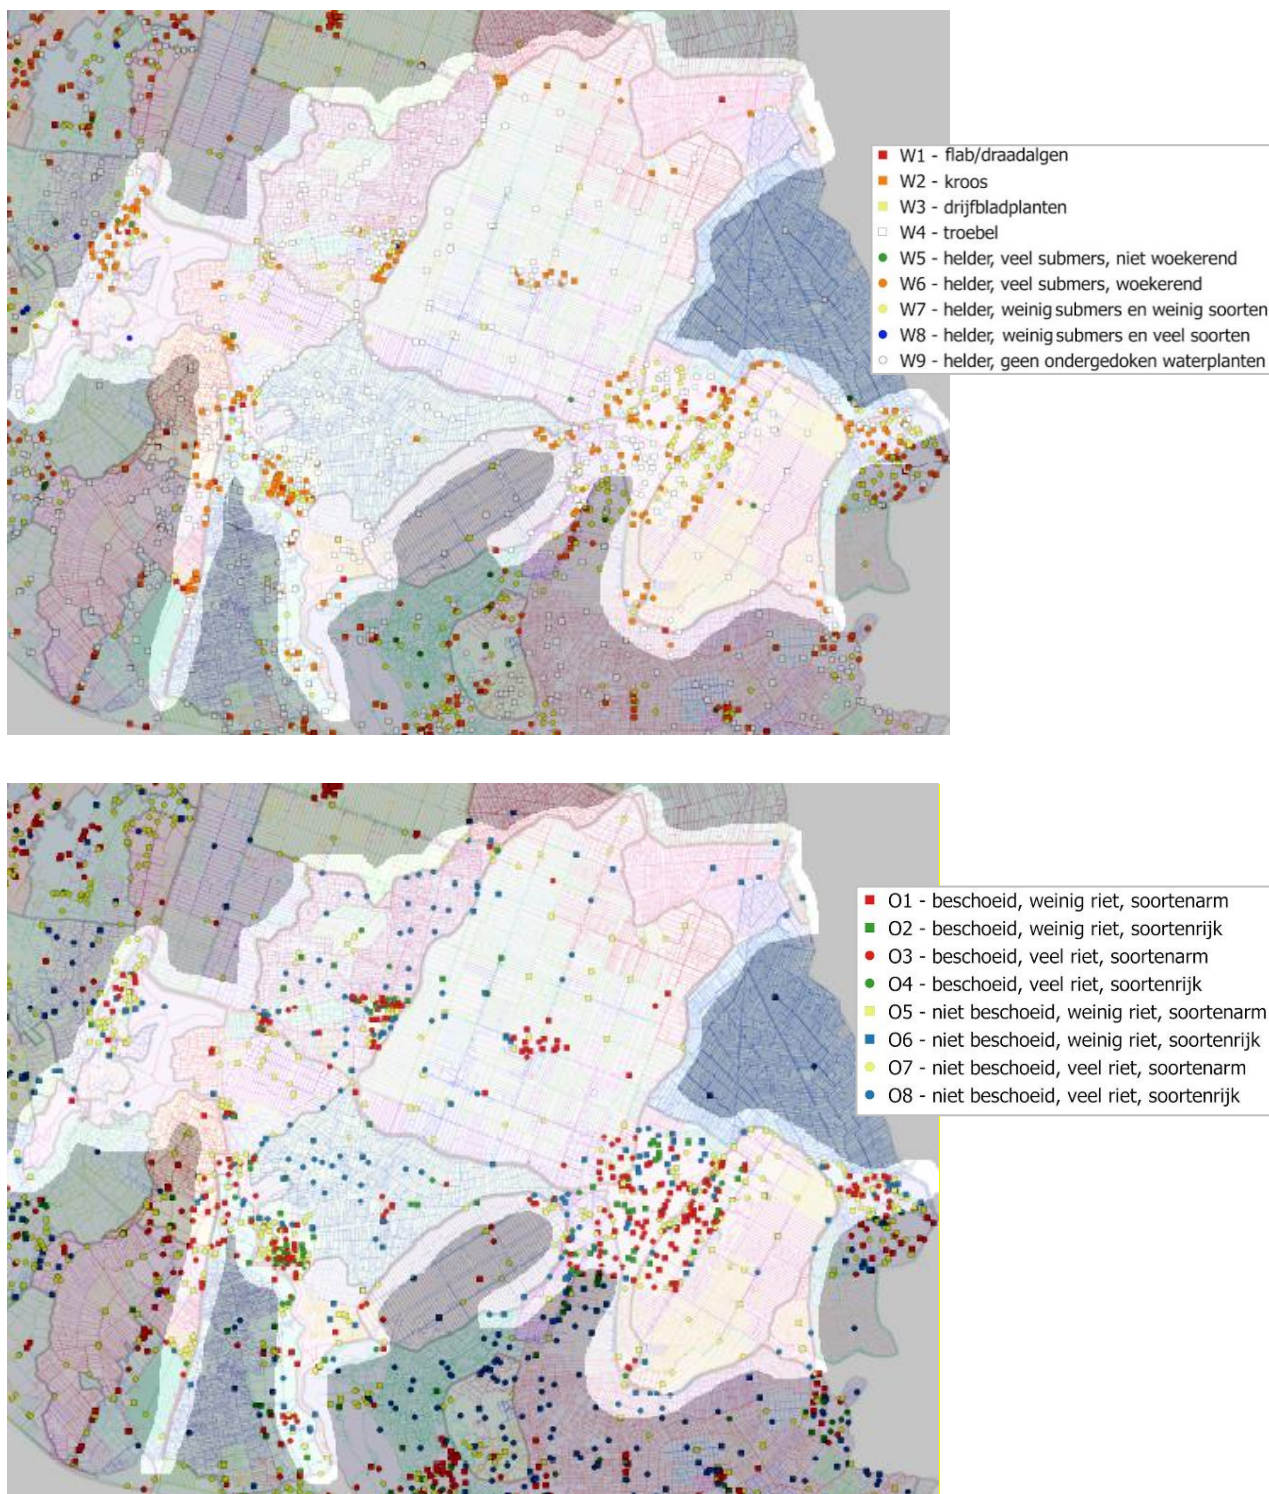 W1 - flab/draadalgen
W2 - kroos
W3 - drijfbladplanten
W4 - troebel
W5 - helder, veel submers, niet woekerend
W6 - helder, veel submers, woekerend
W7 - helder, weinig submers en weinig soorten
W8 - helder, weinig submers en veel soorten
W9 - helder, geen ondergedoken waterplanten
O1 - beschoeid, weinig riet, soortenarm
O2 - beschoeid, weinig riet, soortenrijk
O3 - beschoeid, veel riet, soortenarm
O4 - beschoeid, veel riet, soortenrijk
O5 - niet beschoeid, weinig riet, soortenarm
O6 - niet beschoeid, weinig riet, soortenrijk
O7 - niet beschoeid, veel riet, soortenarm
O8 - niet beschoeid, veel riet, soortenrijk